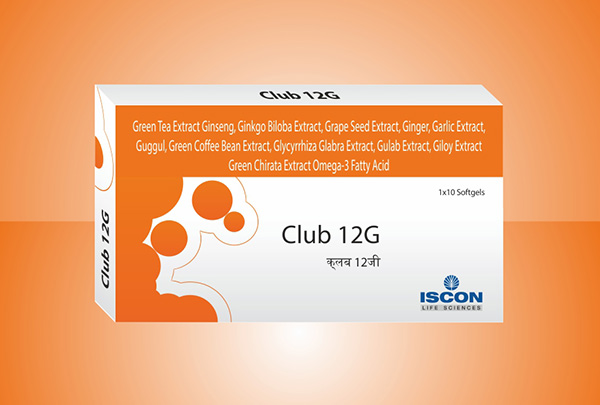 Club 12G
Green Tea Extract Ginseng, Ginkgo Biloba Extract, Grape Seed Extract, Ginger, Garlic Extract,
Guggul, Green Coffee Bean Extract, Glycyrrhiza Glabra Extract, Gulab Extract, Giloy Extract
Green Chirata Extract Omega-3 Fatty Acid
1x10 Softgels
Club 12G
Club 12G
क्लब 12जी
ISCON
LIFE SCIENCES